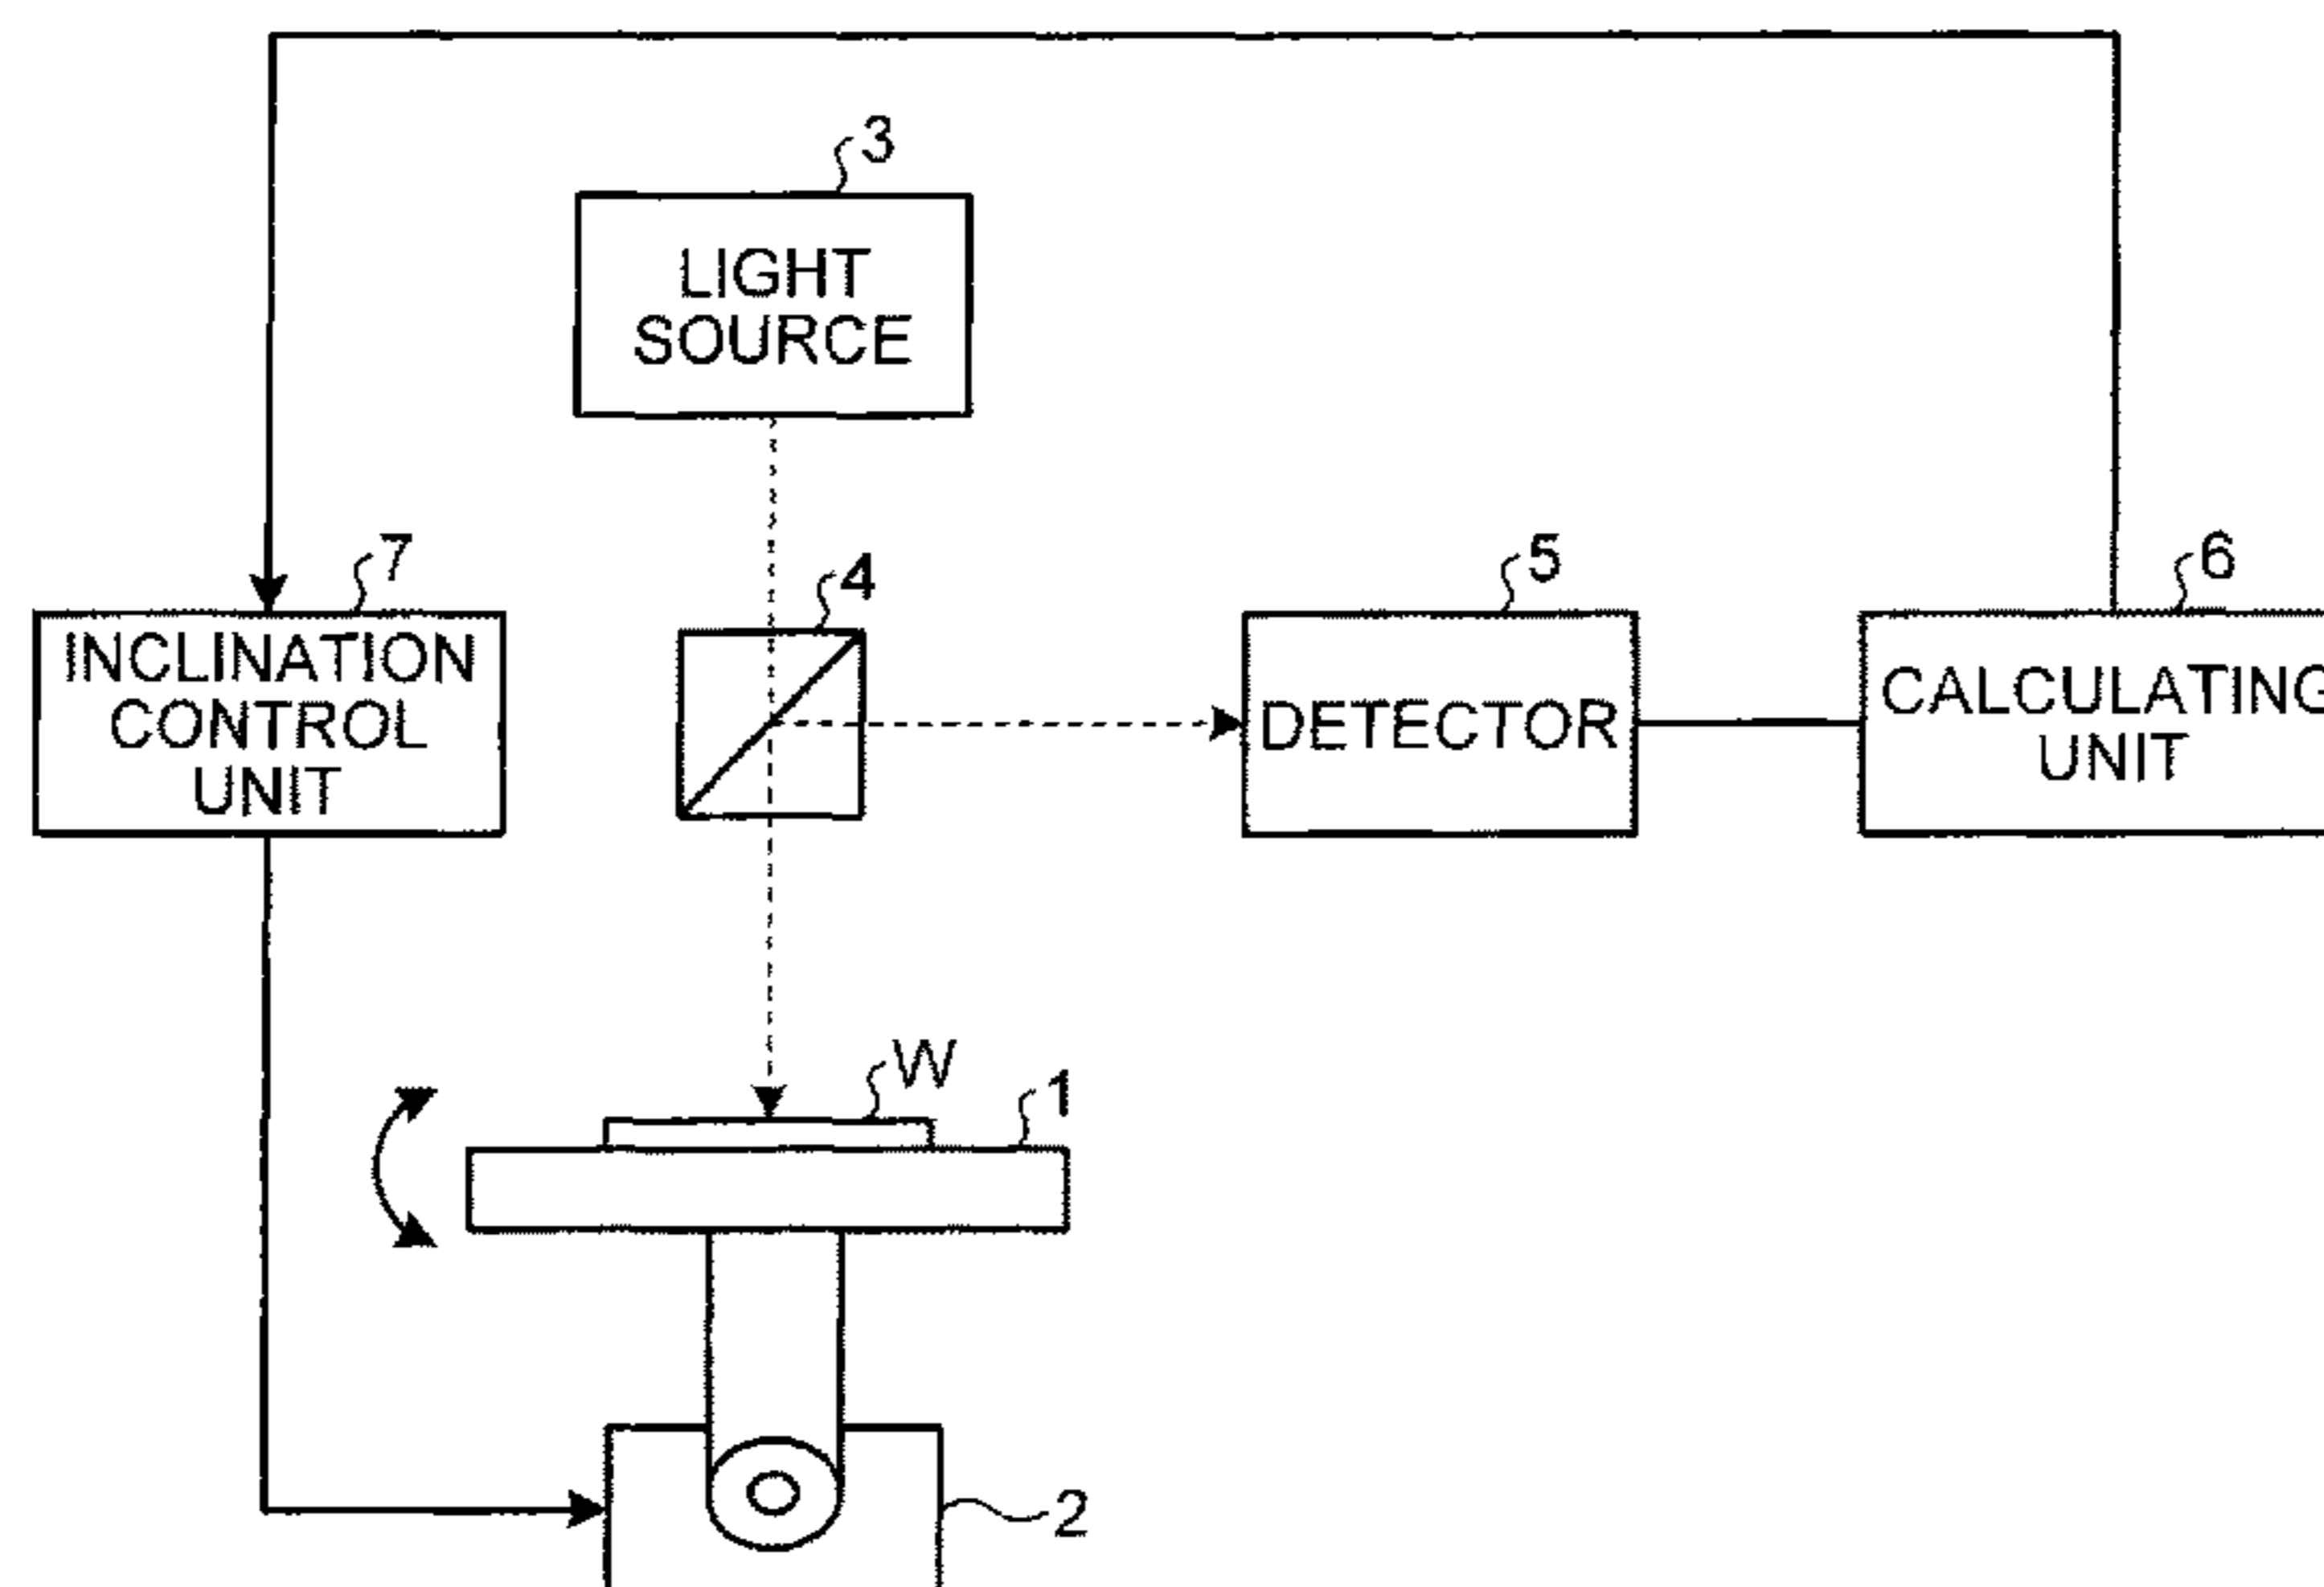 3
LIGHT
SOURCE
7
4
5
6
INCLINATION
CONTROL
UNIT
DETECTOR
CALCULATING
UNIT
W
1
2